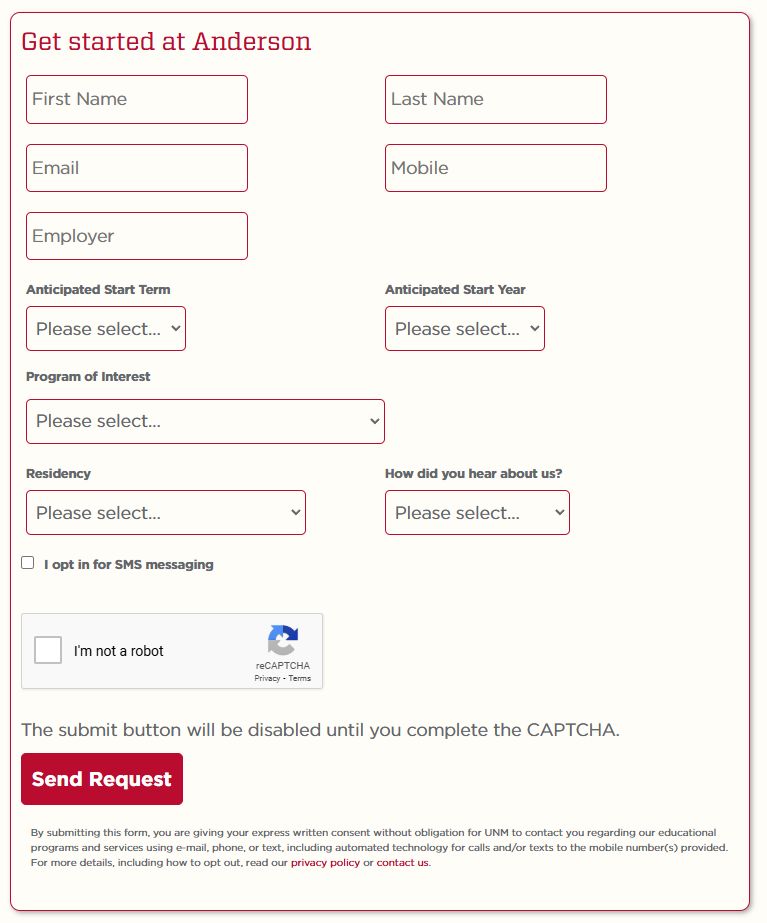 Get started at Anderson
First Name
Last Name
Email
Mobile
Employer
Anticipated Start Term
Anticipated Start Year
Please select...
Please select...
Program of Interest
Please select...
Residency
How did you hear about us?
Please select...
Please select...
I opt in for SMS messaging
I'm not a robot
reCAPTCHA
Privacy - Terms
The submit button will be disabled until you complete the CAPTCHA.
Send Request
By submitting this form, you are giving your express written consent without obligation for UNM to contact you regarding our educational
programs and services using e-mail, phone, or text, including automated technology for calls and/or texts to the mobile number(s) provided.
For more details, including how to opt out, read our privacy policy or contact us.